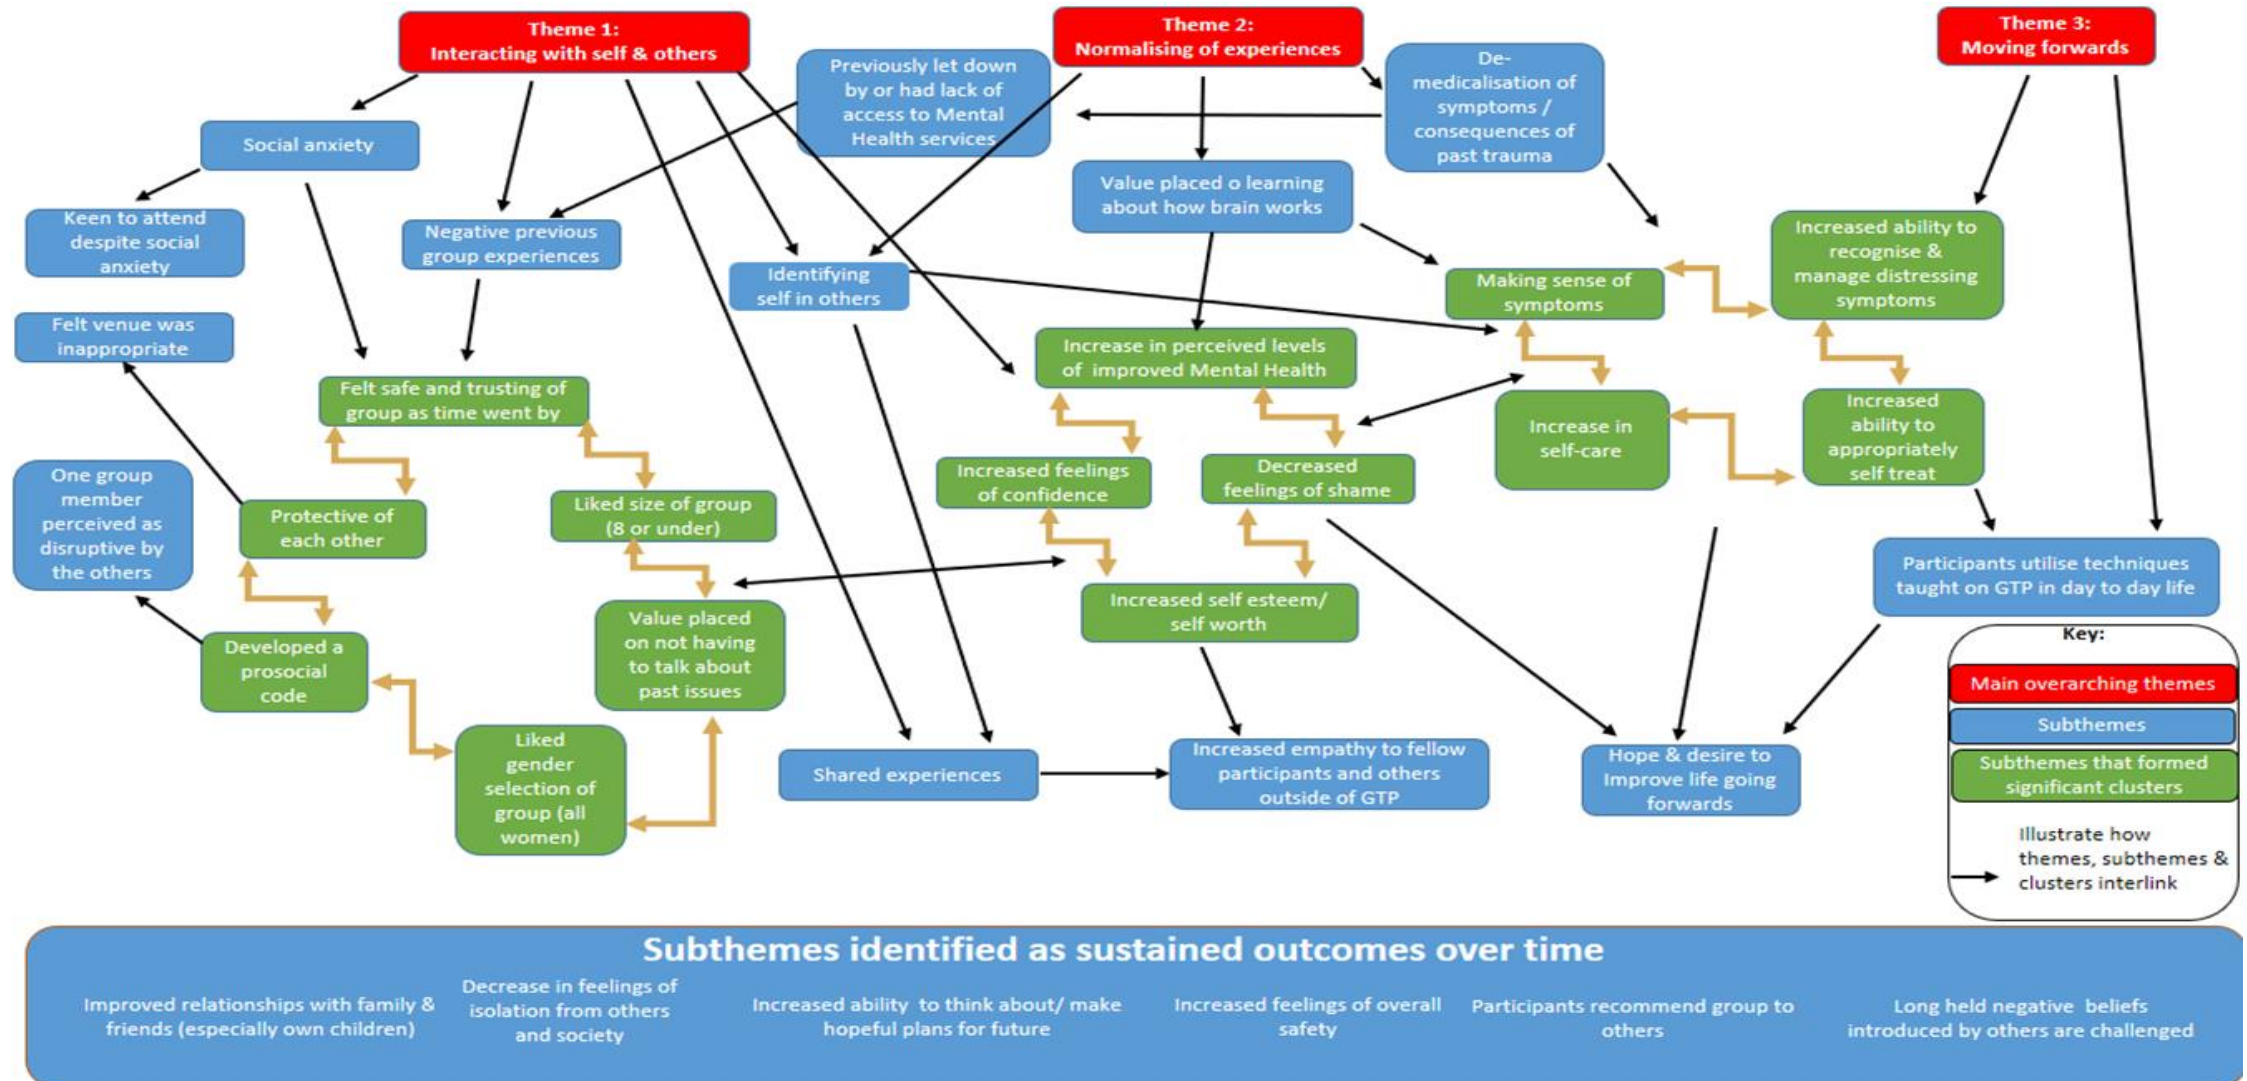 Theme 1:
Interacting with self & others
Theme 2:
Normalising of experiences
Theme 3:
Moving forwards
Previously let down
by or had lack of
access to Mental
Health services
De-
medicalisation of
symptoms /
consequences of
past trauma
Social anxiety
Value placed o learning
about how brain works
Keen to attend
despite social
anxiety
Negative previous
group experiences
Identifying
self in others
Increased ability to
recognise &
manage distressing
symptoms
Making sense of
symptoms
Felt venue was
inappropriate
Increase in perceived levels
of improved Mental Health
Felt safe and trusting of
group as time went by
Increase in
self-care
Increased
ability to
appropriately
self treat
One group
member
perceived as
disruptive by
the others
Protective of
each other
Liked size of group
(8 or under)
Increased feelings
of confidence
Decreased
feelings of shame
Participants utilise techniques
taught on GTP in day to day life
Developed a
prosocial
code
Value placed
on not having
to talk about
past issues
Increased self esteem/
self worth
Liked
gender
selection of
group (all
women)
Shared experiences
Increased empathy to fellow
participants and others
outside of GTP
Hope & desire to
Improve life going
forwards
Key:
Main overarching themes
Subthemes
Subthemes that formed
significant clusters
Illustrate how
themes, subthemes &
clusters interlink
Subthemes identified as sustained outcomes over time
Improved relationships with family &
friends (especially own children)
Decrease in feelings of
isolation from others
and society
Increased ability to think about/ make
hopeful plans for future
Increased feelings of overall
safety
Participants recommend group to
others
Long held negative beliefs
introduced by others are challenged